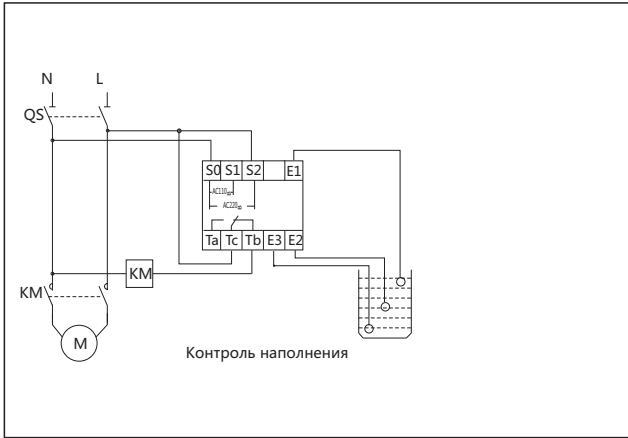 N L
QS
S0 S1 S2 E1
AC110
AC220
Ta Tc Tb E3 E2
KM
KM
M
Контроль наполнения